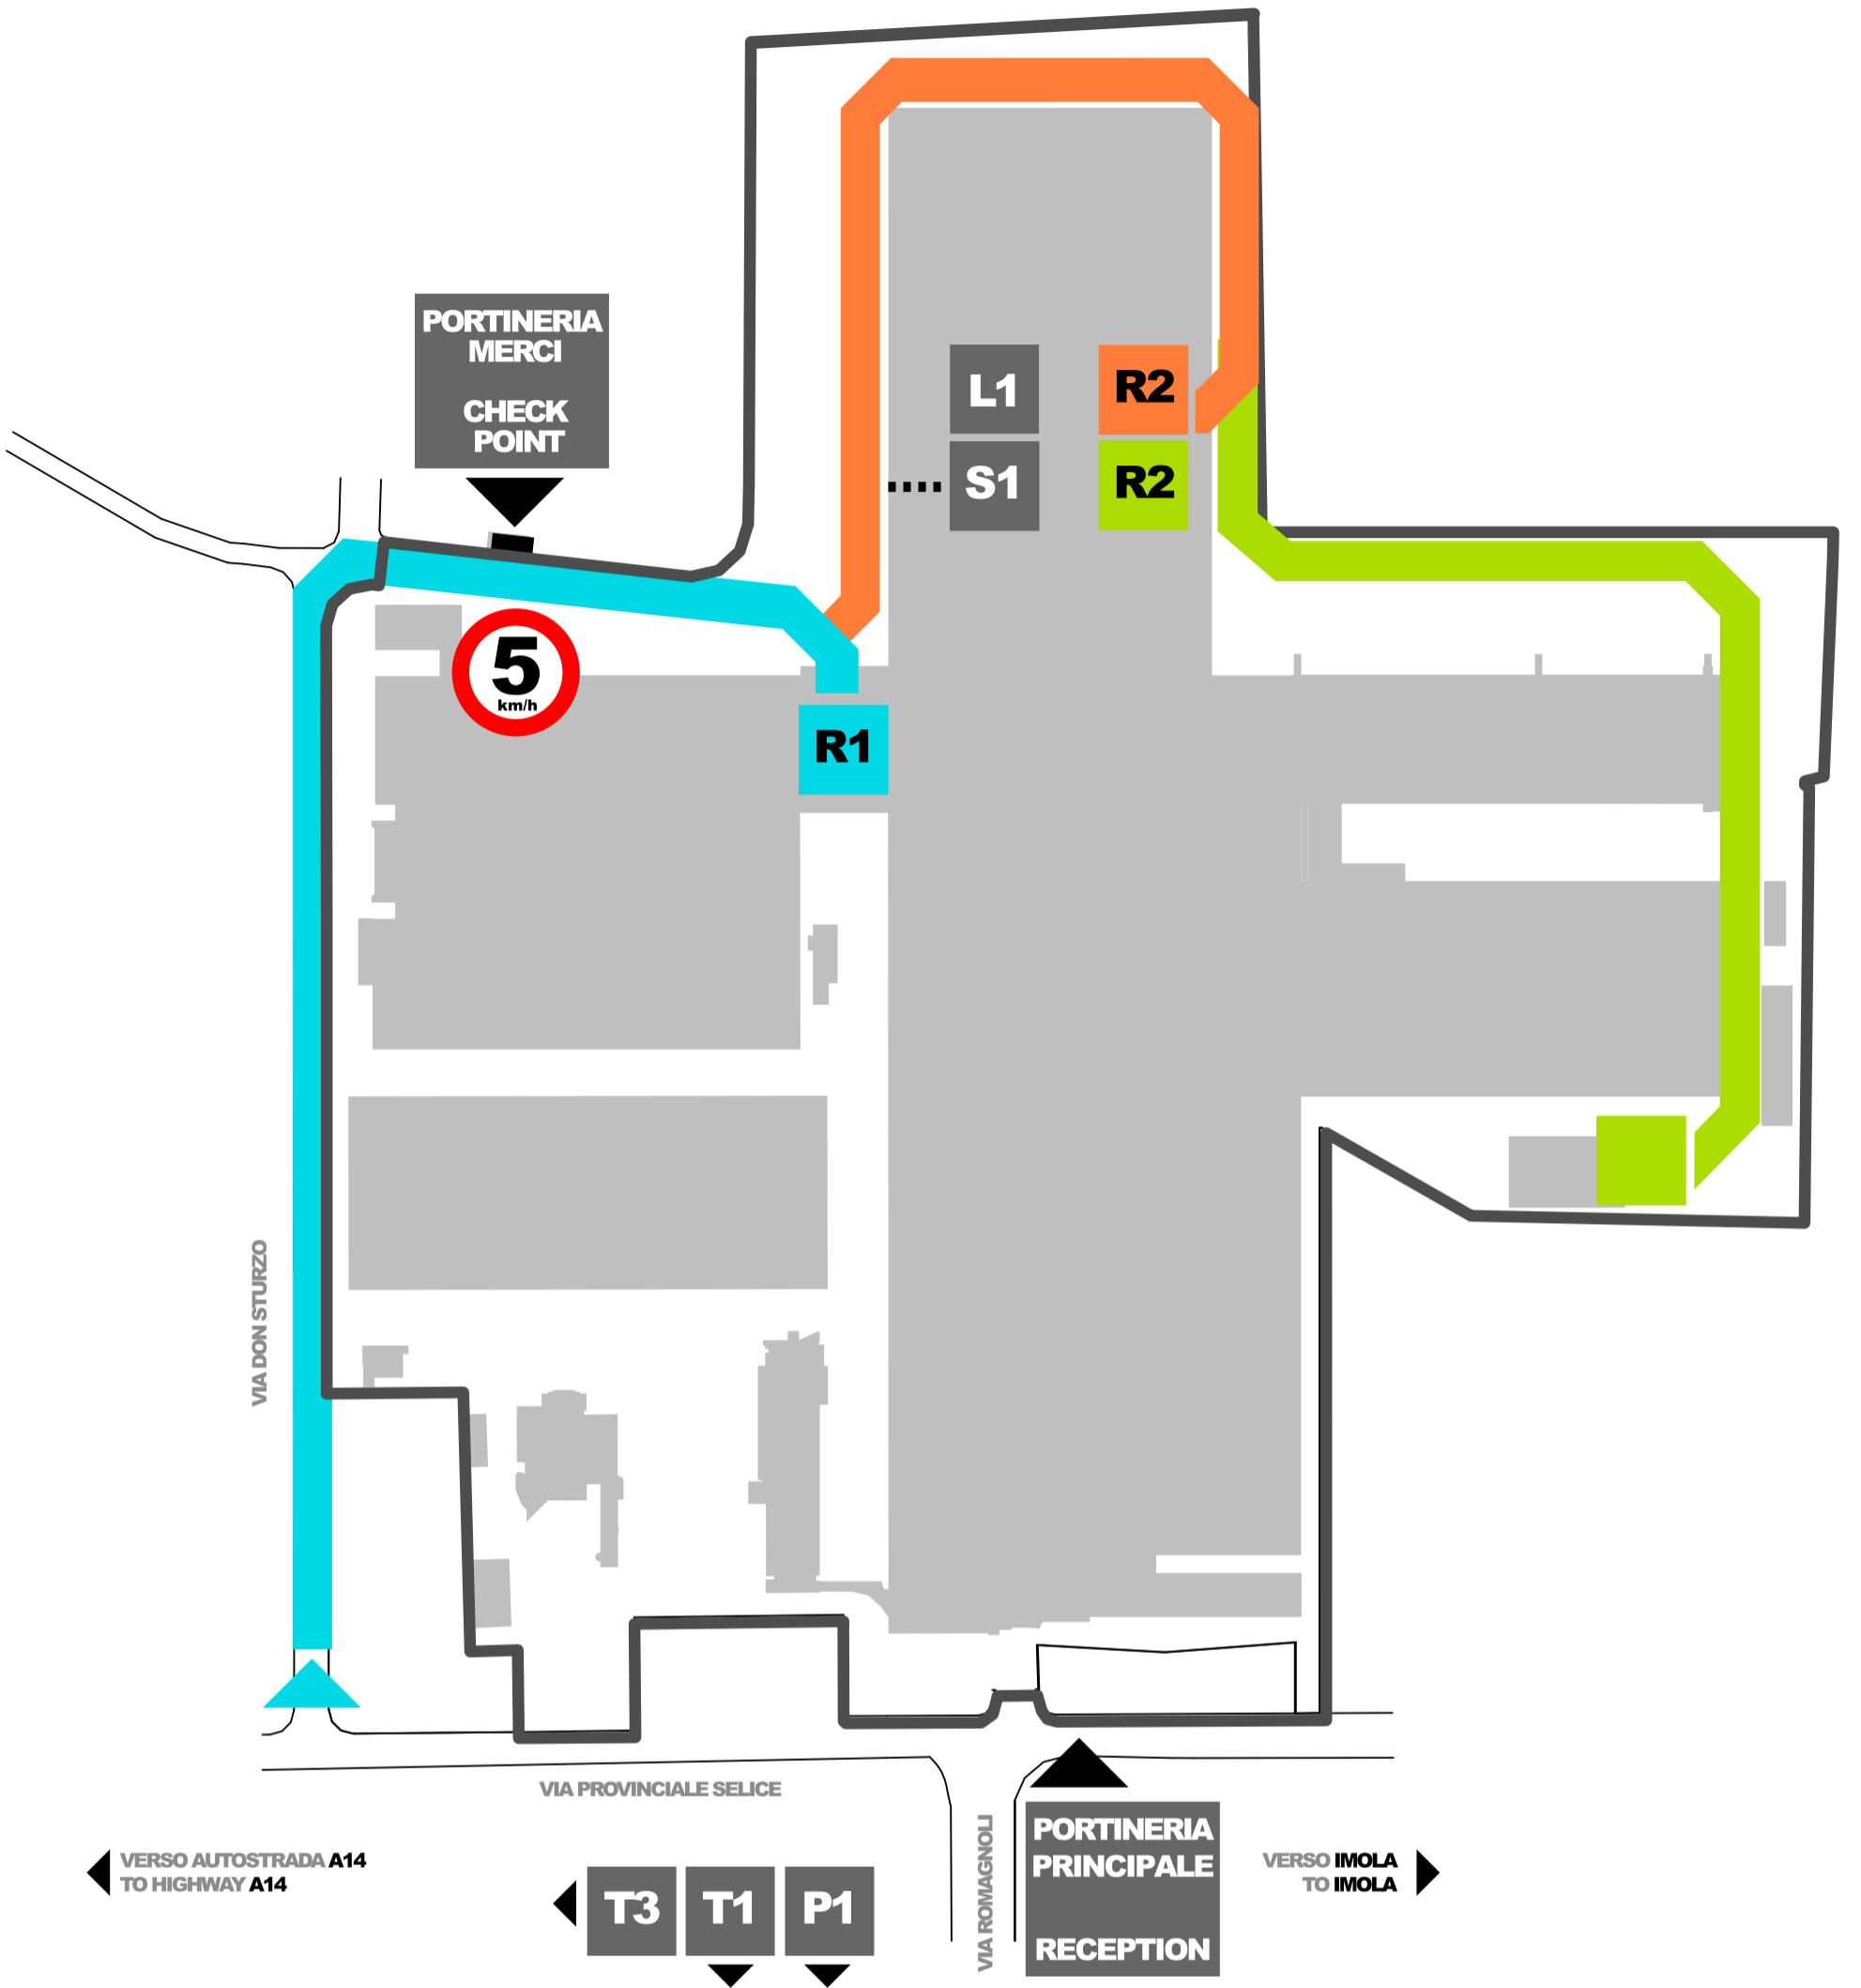 PORTINERIA
MERCI
CHECK
POINT
L1
R2
S1
R2
5
km/h
R1
VIA DON STURZO
VIA PROVINCIALE SELICE
VIA ROMAGNOLI
PORTINERIA
PRINCIPALE
RECEPTION
VERSO AUTOSTRADA A14
TO HIGHWAY A14
T3
T1
P1
VERSO IMOLA
TO IMOLA